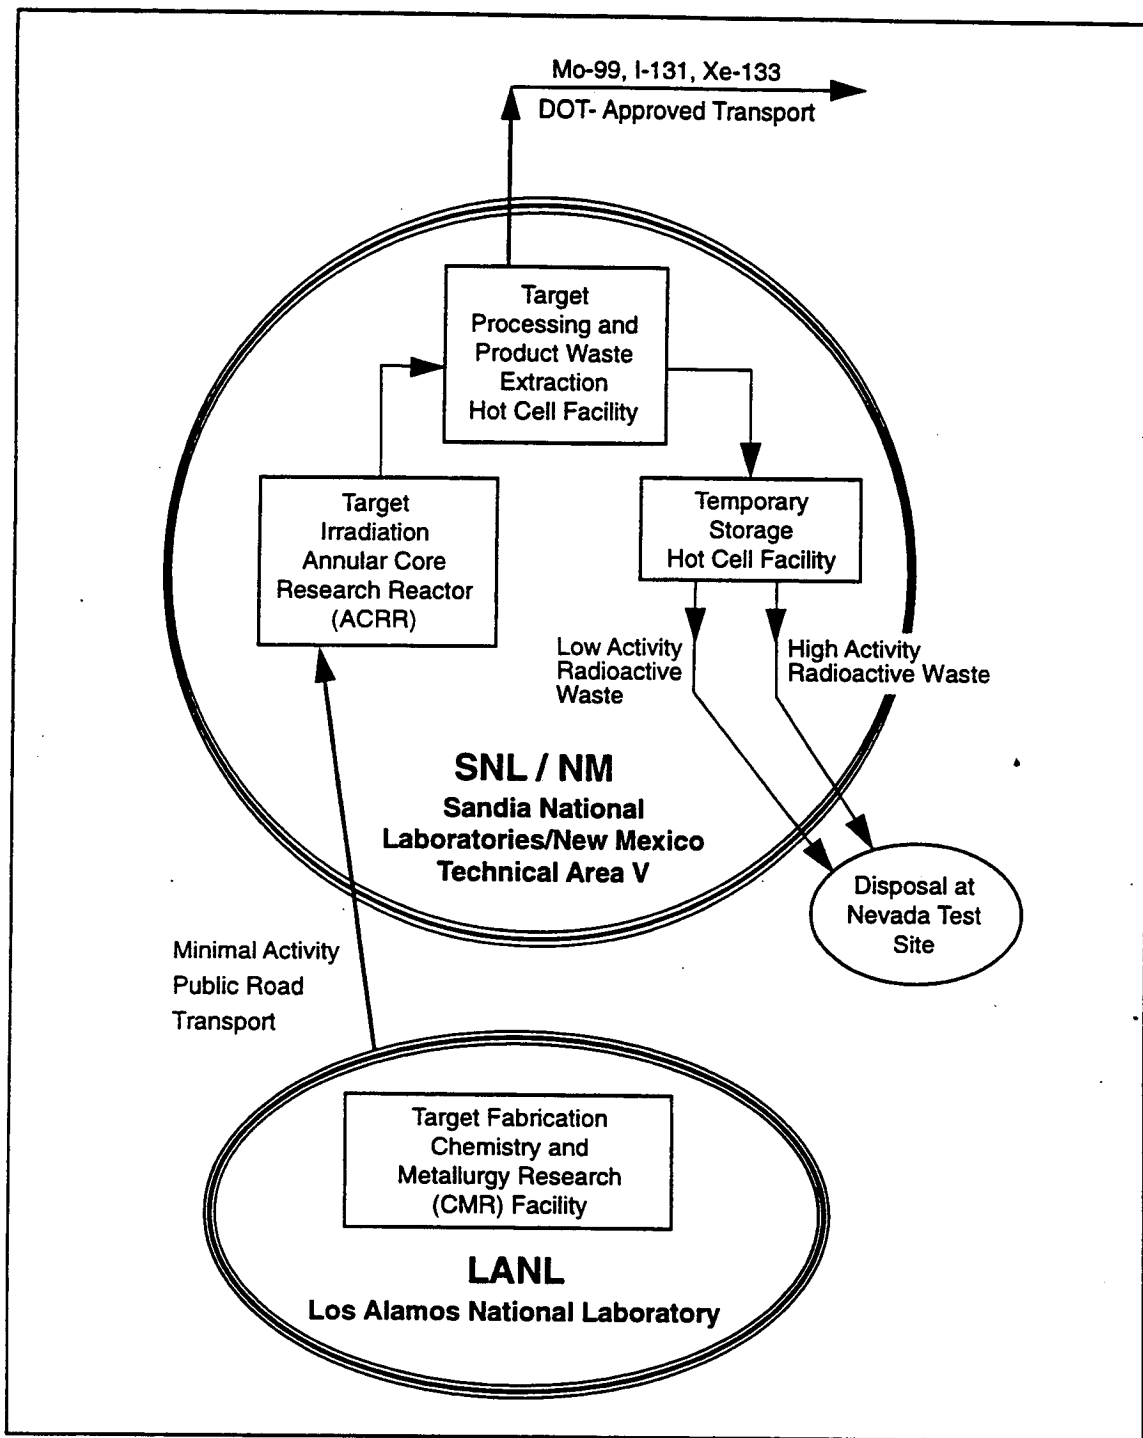 Mo-99, I-131, Xe-133
DOT- Approved Transport
Target
Processing and
Product Waste
Extraction
Hot Cell Facility
Target
Irradiation
Annular Core
Research Reactor
(ACRR)
Temporary
Storage
Hot Cell Facility
Low Activity
Radioactive
Waste
High Activity
Radioactive Waste
SNL / NM
Sandia National
Laboratories/New Mexico
Technical Area V
Disposal at
Nevada Test
Site
Minimal Activity
Public Road
Transport
Target Fabrication
Chemistry and
Metallurgy Research
(CMR) Facility
LANL
Los Alamos National Laboratory